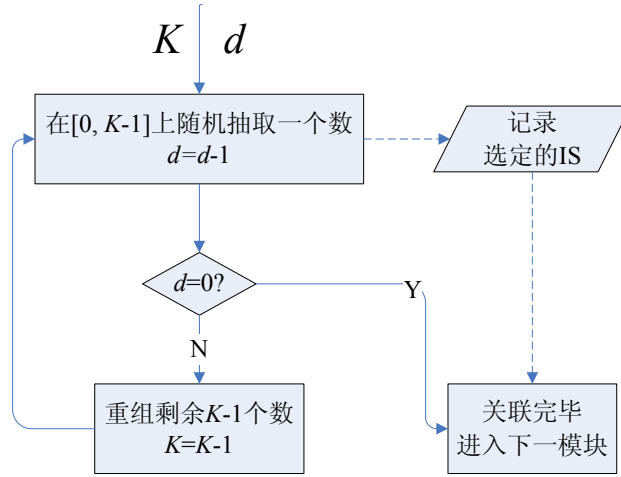 K d
在[0, K-1]上随机抽取一个数
d=d-1
记录
选定的IS
d=0?
Y
N
重组剩余K-1个数
K=K-1
关联完毕
进入下一模块